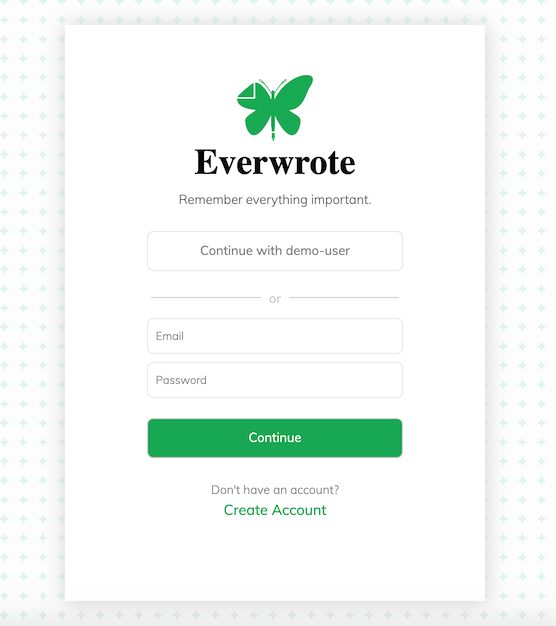 Everwrote
Remember everything important.
Continue with demo-user
or
Email
Password
Continue
Don't have an account?
Create Account